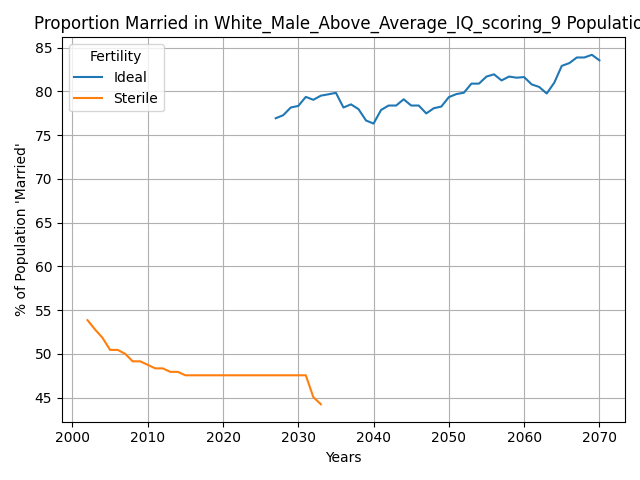 Proportion Married in White_Male_Above_Average_IQ_scoring_9 Populatio
Fertility
Ideal
Sterile
% of Population 'Married'
85
80
75
70
65
60
55
50
45
2000 2010 2020 2030 2040 2050 2060 2070
Years